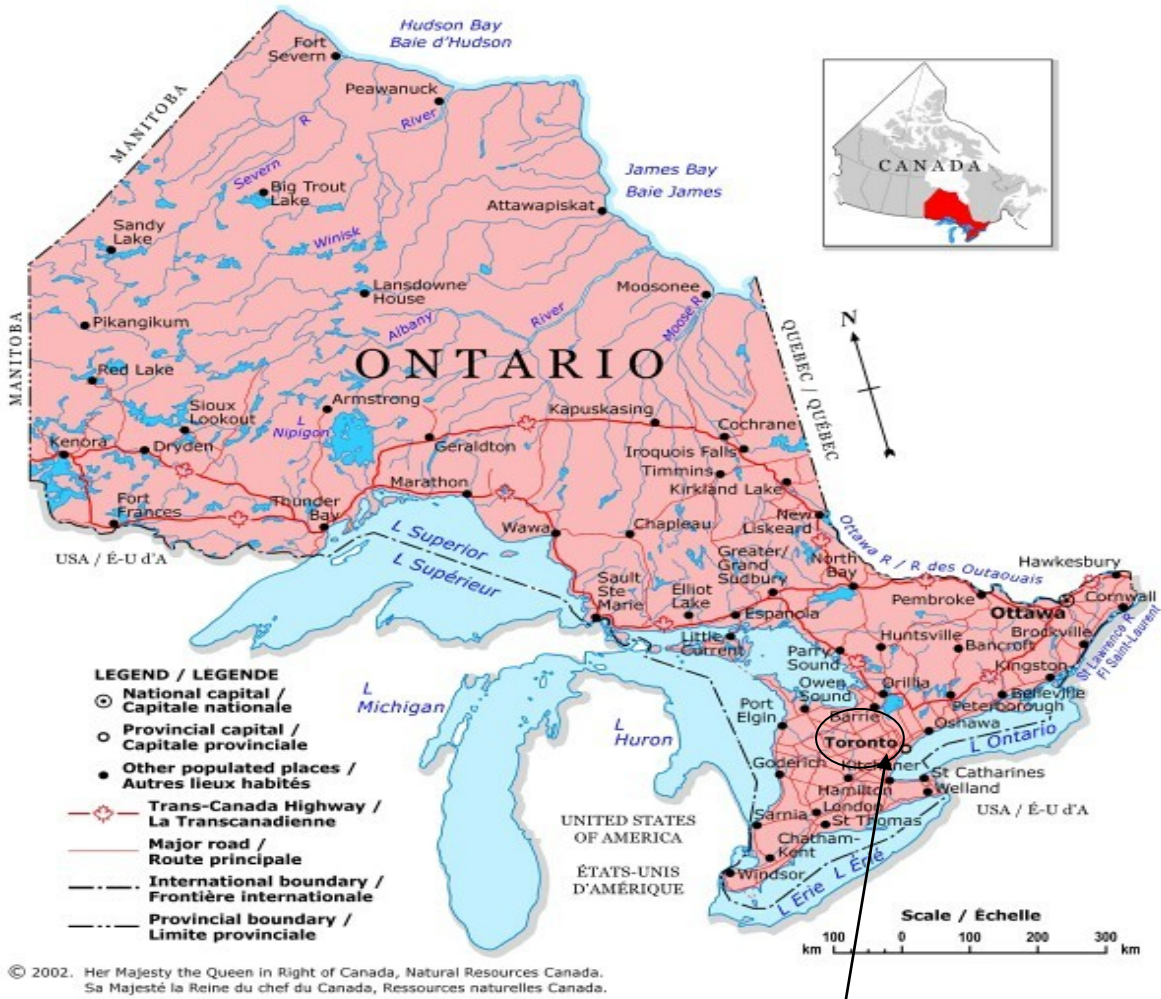 Hudson Bay
Baie d'Hudson
Fort
Severn
Peawanuck
River
MANITOBA
R
Severn
Big Trout
Lake
James Bay
Baie James
Attawapiskat
CANADA
Sandy
Lake
Winisk
Lansdowne
House
Moosonee
Albany
River
Moose R
Pikangikum
MANITOBA
QUEBEC / QUÉBEC
N
ONTARIO
Red Lake
Sioux
Lookout
Armstrong
L
Nipigon
Kapuskasing
Cochrane
Kenora
Dryden
Geraldton
Iroquois Falls
Timmins
Kirkland Lake
Marathon
Fort
Frances
Thunder
Bay
Wawa
Chapleau
New
Liskeard
Ottawa R / R des Outaouais
USA / É-U d'A
L Superior
L Supérieur
Greater/
Grand
Sudbury
North
Bay
Hawkesbury
Sault
Ste
Marie
Elliot
Lake
Espanola
Pembroke
Ottawa
Cornwall
Little
Current
Parry
Sound
Huntsville
Bancroft
Brockville
St Lawrence R
Fl Saint-Laurent
Kingston
Owen
Sound
Orillia
Belleville
Peterborough
Port
Elgin
Barrie
Oshawa
L
Michigan
L
Huron
Toronto
L Ontario
Goderich
Kitchener
St Catharines
Hamilton
Welland
USA / É-U d'A
London
Sarnia
St Thomas
UNITED STATES
OF AMERICA
ÉTATS-UNIS
D'AMÉRIQUE
Chatham-
Kent
Windsor
L Erie L Érié
LEGEND / LÉGENDE
National capital /
Capitale nationale
Provincial capital /
Capitale provinciale
Other populated places /
Autres lieux habités
Trans-Canada Highway /
La Transcanadienne
Major road /
Route principale
International boundary /
Frontière internationale
Provincial boundary /
Limite provinciale
Scale / Échelle
100 0 100 200 300
km km
© 2002. Her Majesty the Queen in Right of Canada, Natural Resources Canada.
Sa Majesté la Reine du chef du Canada, Ressources naturelles Canada.